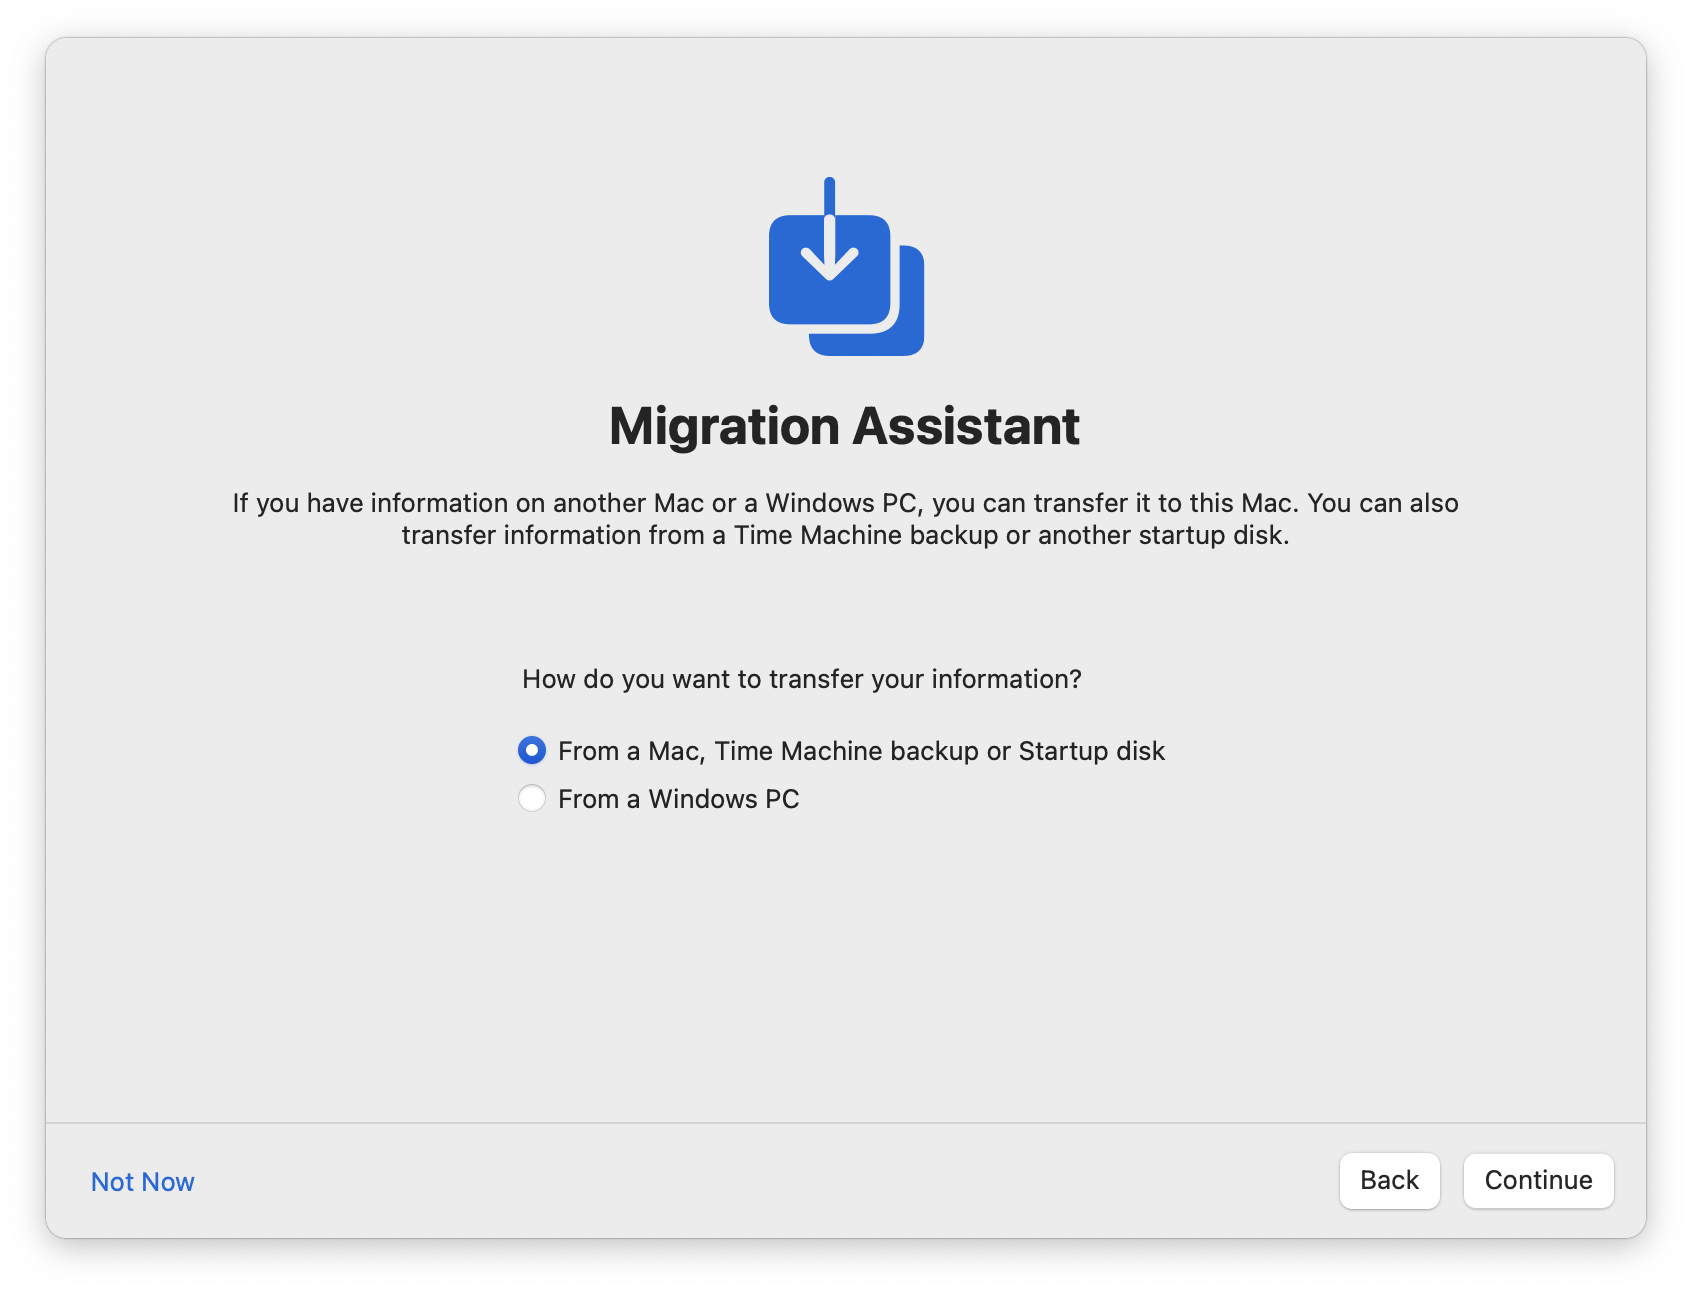 Migration Assistant
If you have information on another Mac or a Windows PC, you can transfer it to this Mac. You can also
transfer information from a Time Machine backup or another startup disk.
How do you want to transfer your information?
From a Mac, Time Machine backup or Startup disk
From a Windows PC
Not Now
Back
Continue